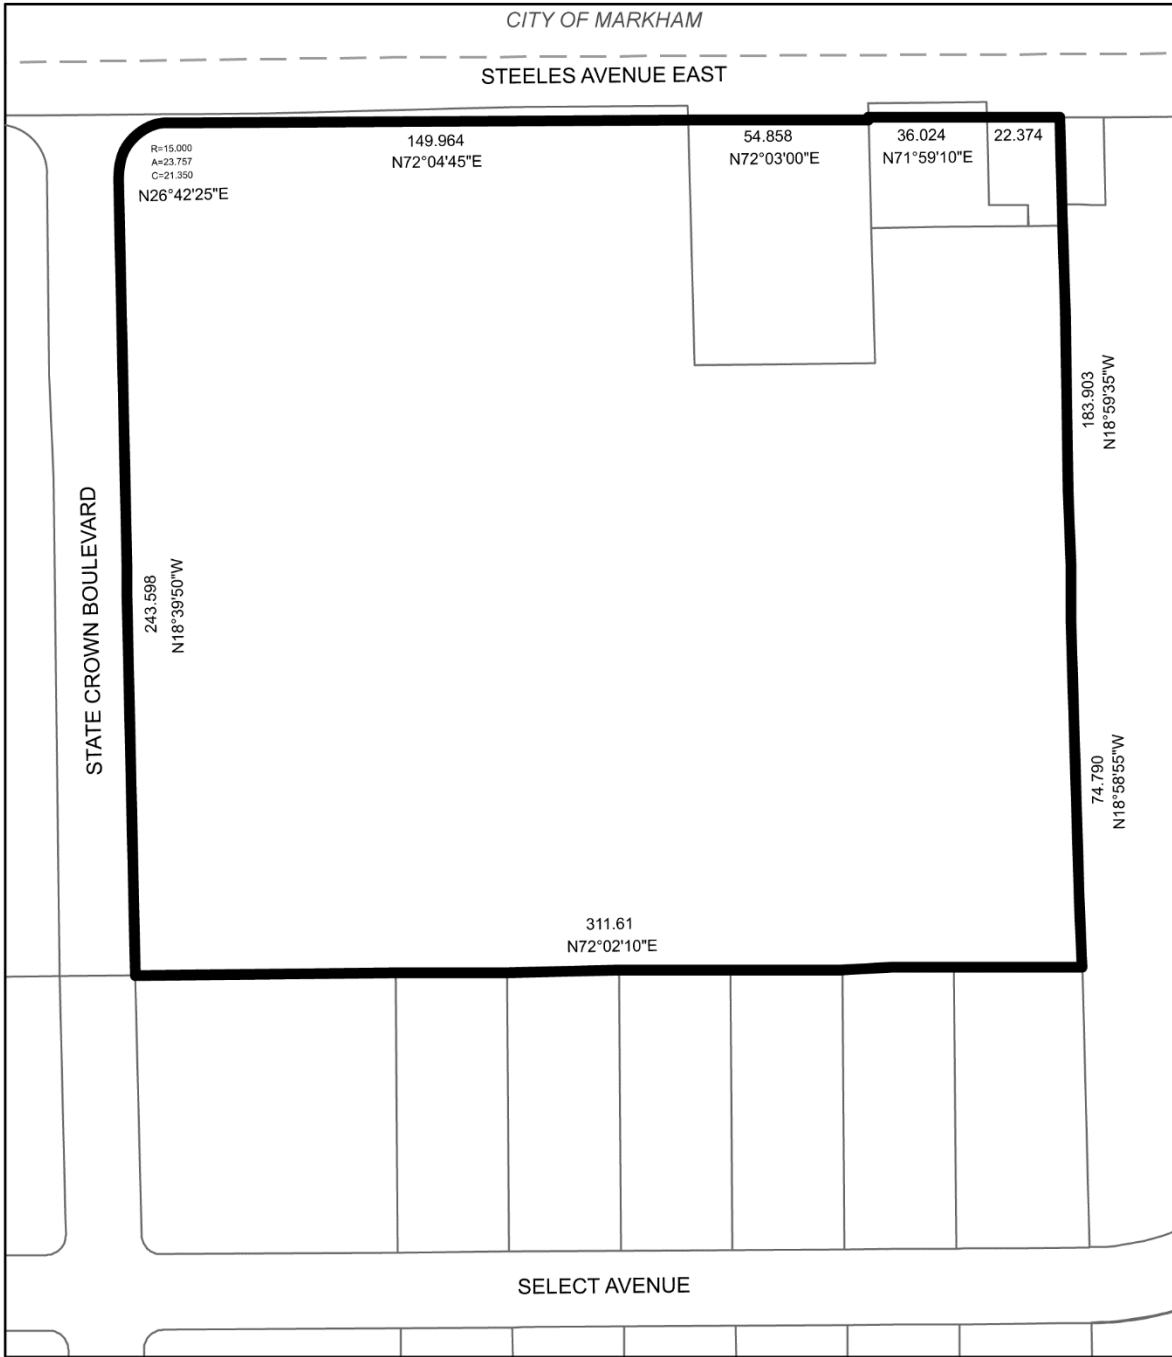 CITY OF MARKHAM
STEELES AVENUE EAST
R=15.000
A=23.757
C=21.350
N26°42'25"E
149.964
N72°04'45"E
54.858
N72°03'00"E
36.024
N71°59'10"E
22.374
183.903
N18°59'35"W
STATE CROWN BOULEVARD
243.598
N18°39'50"W
74.790
N18°58'55"W
311.61
N72°02'10"E
SELECT AVENUE